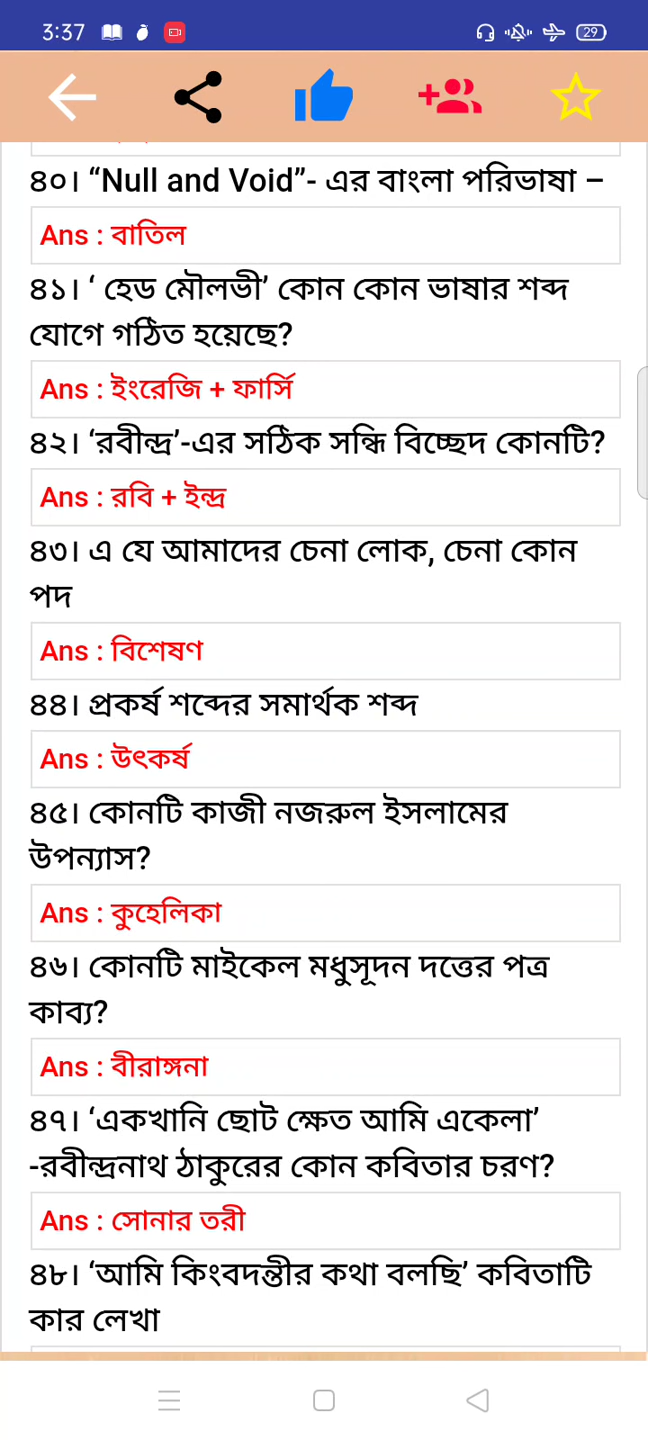 3:37
29
৪০। “Null and Void”- এর বাংলা পরিভাষা –
Ans : বাতিল
৪১। ‘ হেড মৌলভী’ কোন কোন ভাষার শব্দ
যোগে গঠিত হয়েছে?
Ans : ইংরেজি + ফার্সি
৪২। ‘রবীন্দ্র’-এর সঠিক সন্ধি বিচ্ছেদ কোনটি?
Ans : রবি + ইন্দ্র
৪৩। এ যে আমাদের চেনা লোক, চেনা কোন
পদ
Ans : বিশেষণ
৪৪। প্রকর্ষ শব্দের সমার্থক শব্দ
Ans : উৎকর্ষ
৪৫। কোনটি কাজী নজরুল ইসলামের
উপন্যাস?
Ans : কুহেলিকা
৪৬। কোনটি মাইকেল মধুসূদন দত্তের পত্র
কাব্য?
Ans : বীরাঙ্গনা
৪৭। ‘একখানি ছোট ক্ষেত আমি একেলা’
-রবীন্দ্রনাথ ঠাকুরের কোন কবিতার চরণ?
Ans : সোনার তরী
৪৮। ‘আমি কিংবদন্তীর কথা বলছি’ কবিতাটি
কার লেখা